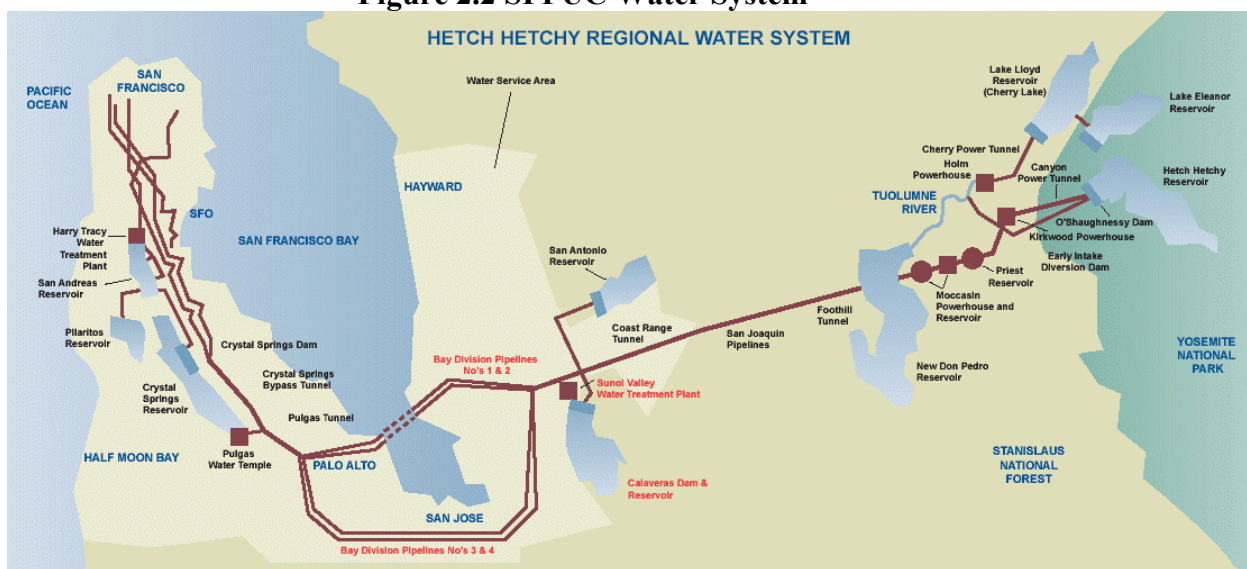 Figure 2.2 SFPUC Water System
HETCH HETCHY REGIONAL WATER SYSTEM
PACIFIC
OCEAN
SAN
FRANCISCO
Water Service Area
Lake Lloyd
Reservoir
(Cherry Lake)
Lake Eleanor
Reservoir
Cherry Power Tunnel
Holm
Powerhouse
Canyon
Power Tunnel
Hetch Hetchy
Reservoir
HAYWARD
TUOLUMNE
RIVER
SFO
O'Shaughnessy Dam
Kirkwood Powerhouse
Harry Tracy
Water
Treatment
Plant
SAN FRANCISCO BAY
San Antonio
Reservoir
Early Intake
Diversion Dam
Priest
Reservoir
San Andreas
Reservoir
Moccasin
Powerhouse and
Reservoir
Foothill
Tunnel
Pilaritos
Reservoir
Coast Range
Tunnel
San Joaquin
Pipelines
Crystal Springs Dam
YOSEMITE
NATIONAL
PARK
Bay Division Pipelines
No's 1 & 2
Crystal Springs
Bypass Tunnel
New Don Pedro
Reservoir
Sunol Valley
Water Treatment Plant
Crystal
Springs
Reservoir
Pulgas Tunnel
HALF MOON BAY
Pulgas
Water Temple
PALO ALTO
STANISLAUS
NATIONAL
FOREST
Calaveras Dam &
Reservoir
SAN JOSE
Bay Division Pipelines No's 3 & 4